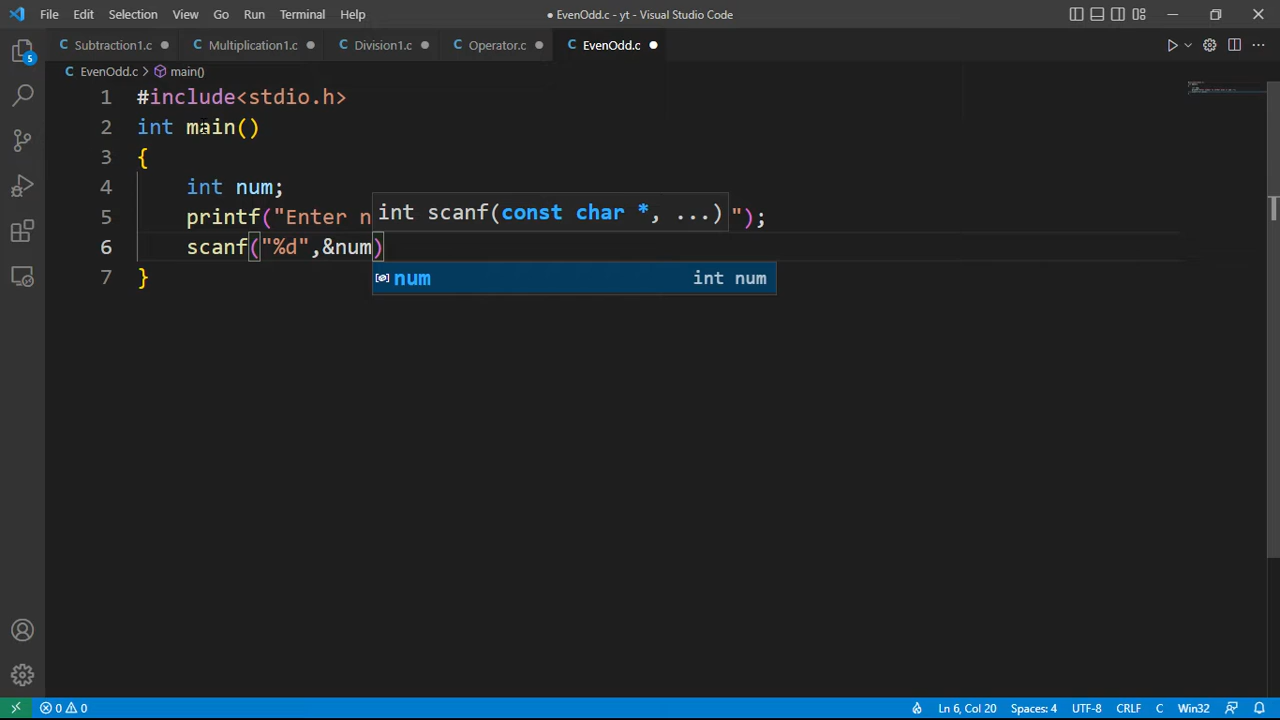 File Edit Selection View Go Run Terminal Help EvenOdd.c - yt - Visual Studio Code
Subtraction1.c Multiplication1.c Division1.c Operator.c EvenOdd.c
EvenOdd.c > main()
1 #include<stdio.h>
2 int main()
3 {
4 int num;
int scanf(const char *, ...)
5 printf("Enter n ");
6 scanf("%d",&num)
num int num
7 }
5
0 0 Ln 6, Col 20 Spaces: 4 UTF-8 CRLF C Win32